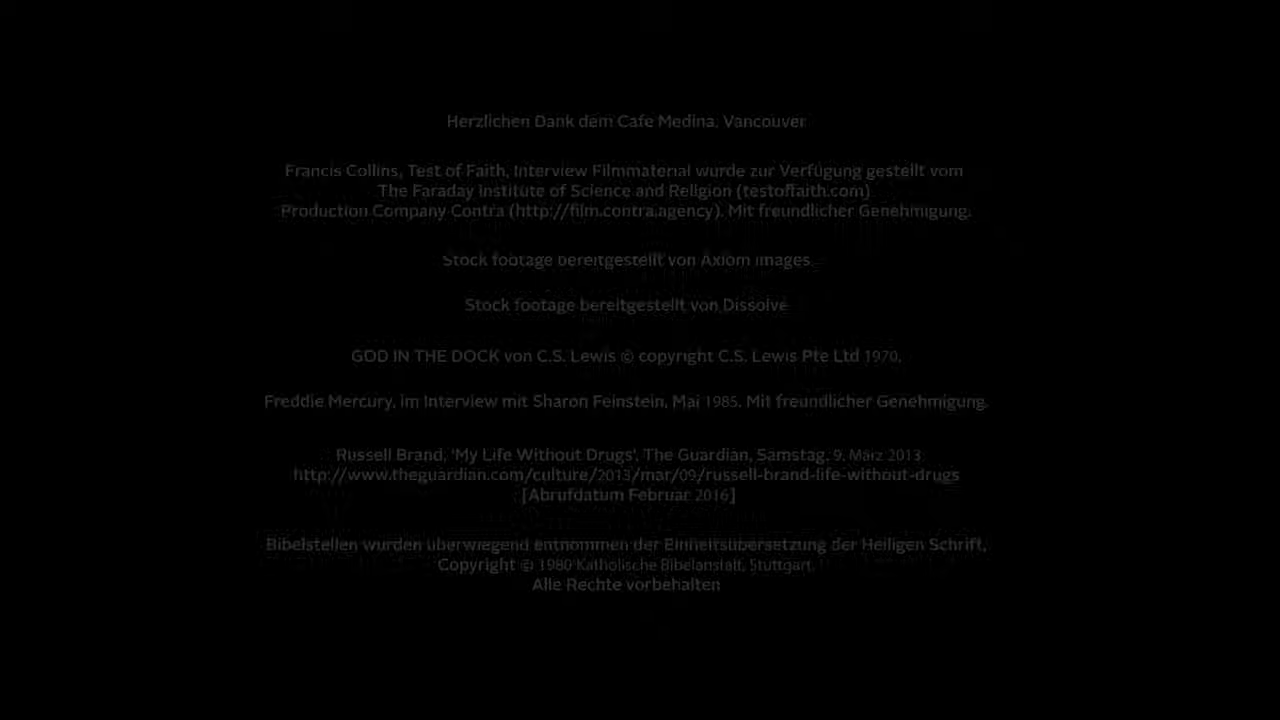 Herzlichen Dank dem Cafe Medina, Vancouver
Francis Collins, Test of Faith, Interview Filmmaterial wurde zur Verfügung gestellt vom
The Faraday Institute of Science and Religion (testoffaith.com)
Production Company Contra (http://film.contra.agency). Mit freundlicher Genehmigung.
Stock footage bereitgestellt von Axiom Images.
Stock footage bereitgestellt von Dissolve
GOD IN THE DOCK von C.S. Lewis © copyright C.S. Lewis Pte Ltd 1970.
Freddie Mercury, im Interview mit Sharon Feinstein, Mai 1985. Mit freundlicher Genehmigung.
Russell Brand, 'My Life Without Drugs', The Guardian, Samstag, 9. März 2013
http://www.theguardian.com/culture/2013/mar/09/russell-brand-life-without-drugs
[Abrufdatum Februar 2016]
Bibelstellen wurden überwiegend entnommen der Einheitsübersetzung der Heiligen Schrift,
Copyright © 1980 Katholische Bibelanstalt, Stuttgart.
Alle Rechte vorbehalten